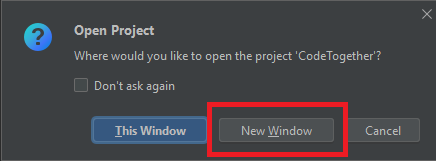 Open Project
Where would you like to open the project 'CodeTogether'?
Don't ask again
This Window New Window Cancel